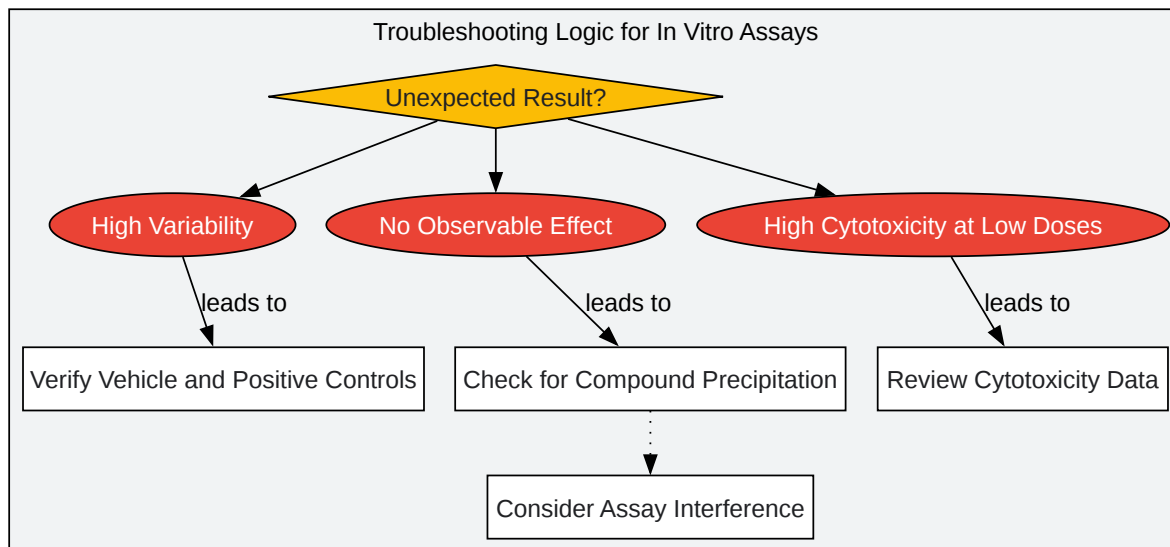 Troubleshooting Logic for In Vitro Assays
Unexpected Result?
High Variability
No Observable Effect
High Cytotoxicity at Low Doses
leads to
leads to
leads to
Verify Vehicle and Positive Controls
Check for Compound Precipitation
Review Cytotoxicity Data
Consider Assay Interference